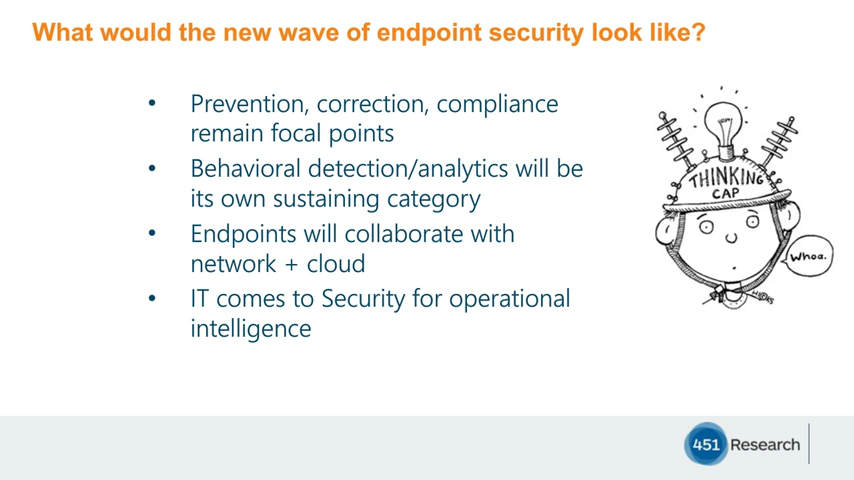 What would the new wave of endpoint security look like?
• Prevention, correction, compliance
remain focal points
• Behavioral detection/analytics will be
its own sustaining category
• Endpoints will collaborate with
network + cloud
• IT comes to Security for operational
intelligence
THINKING
CAP
Whoa.
451 Research